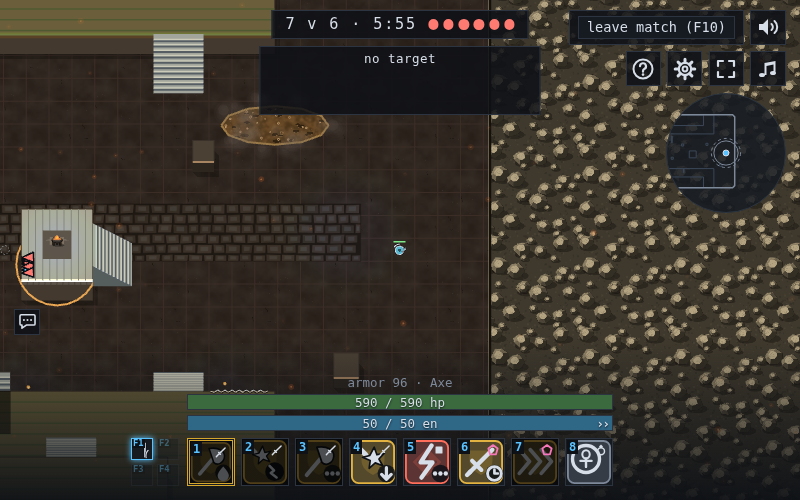 7 v 6 · 5:55
leave match (F10)
no target
armor 96 · Axe
590 / 590 hp
50 / 50 en
››
F1 F2
F3 F4
1 2 3 4 5 6 7 8